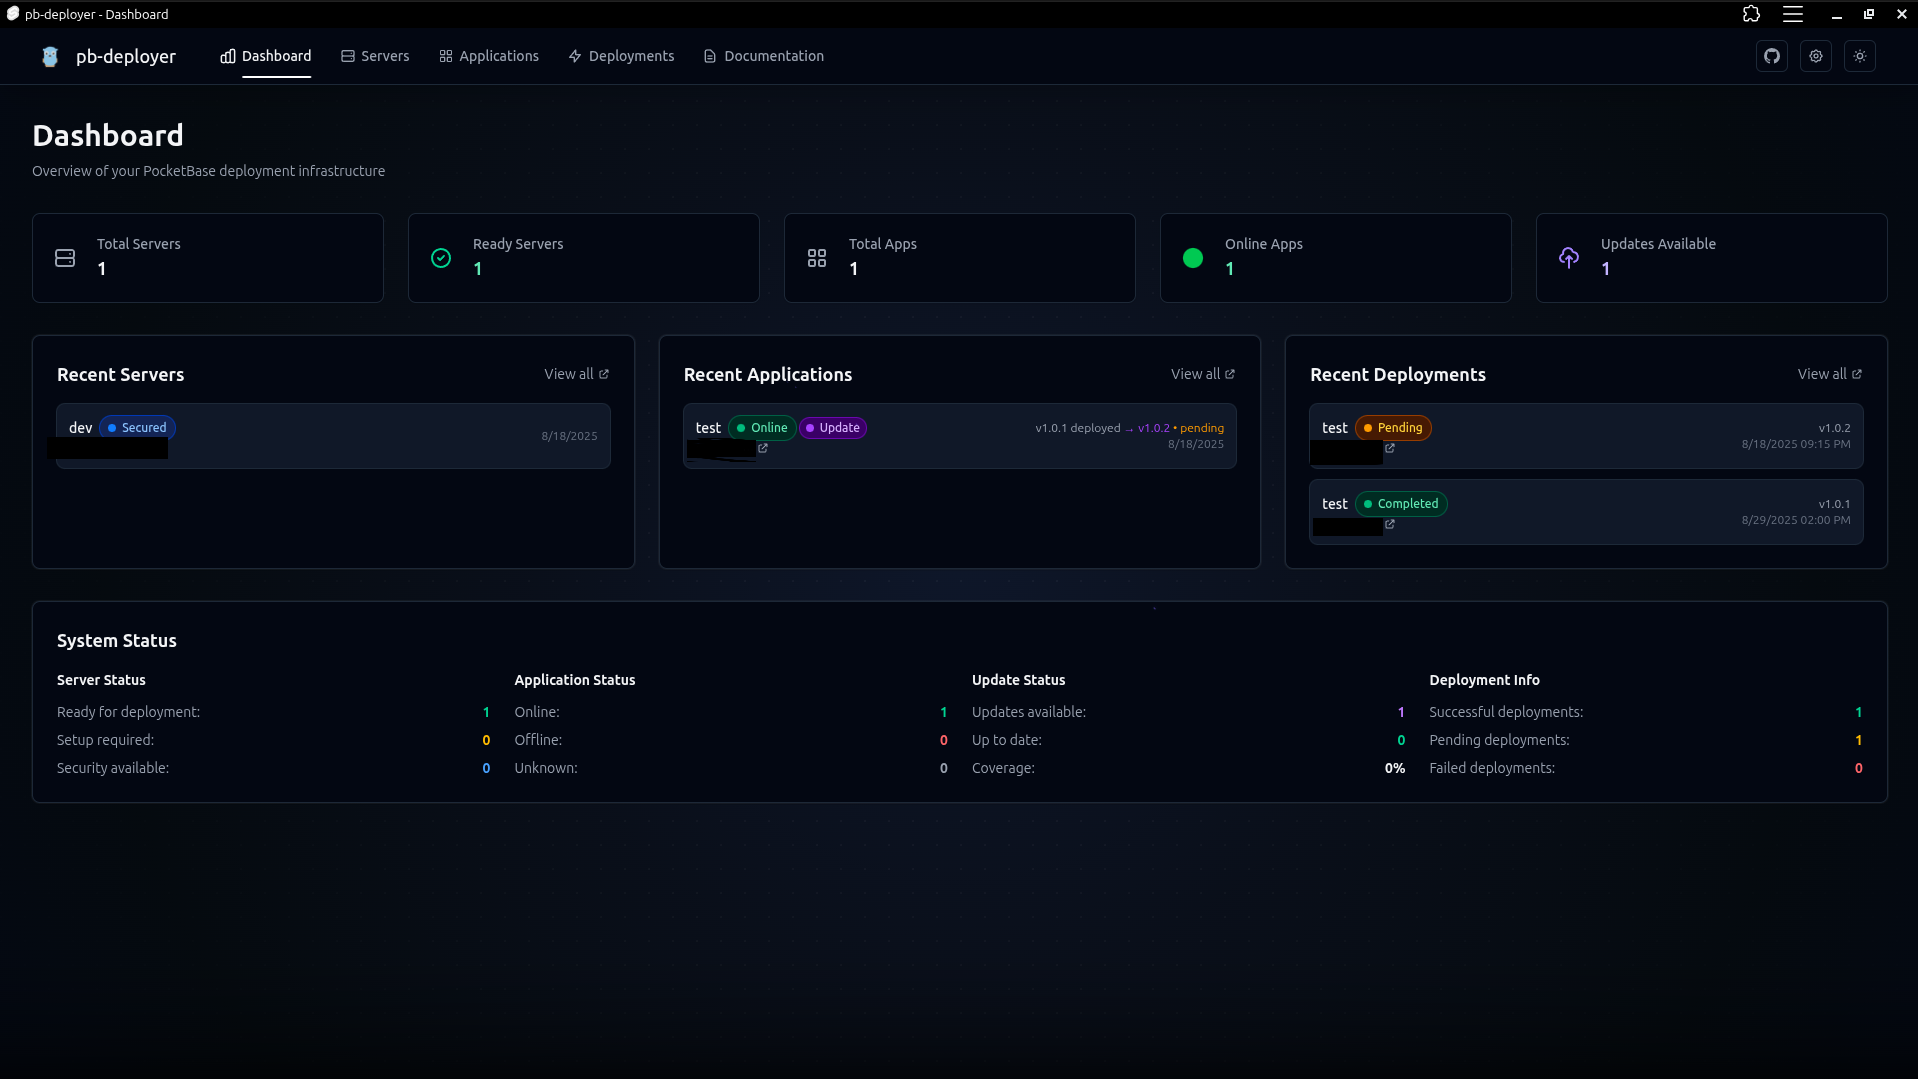 pb-deployer - Dashboard
pb-deployer Dashboard Servers Applications Deployments Documentation
Dashboard
Overview of your PocketBase deployment infrastructure
Total Servers
1
Ready Servers
1
Total Apps
1
Online Apps
1
Updates Available
1
Recent Servers View all
dev Secured
8/18/2025
Recent Applications View all
test Online Update v1.0.1 deployed → v1.0.2 • pending
8/18/2025
Recent Deployments View all
test Pending v1.0.2
8/18/2025 09:15 PM
test Completed v1.0.1
8/29/2025 02:00 PM
System Status
Server Status
Ready for deployment: 1
Setup required: 0
Security available: 0
Application Status
Online: 1
Offline: 0
Unknown: 0
Update Status
Updates available: 1
Up to date: 0
Coverage: 0%
Deployment Info
Successful deployments: 1
Pending deployments: 1
Failed deployments: 0